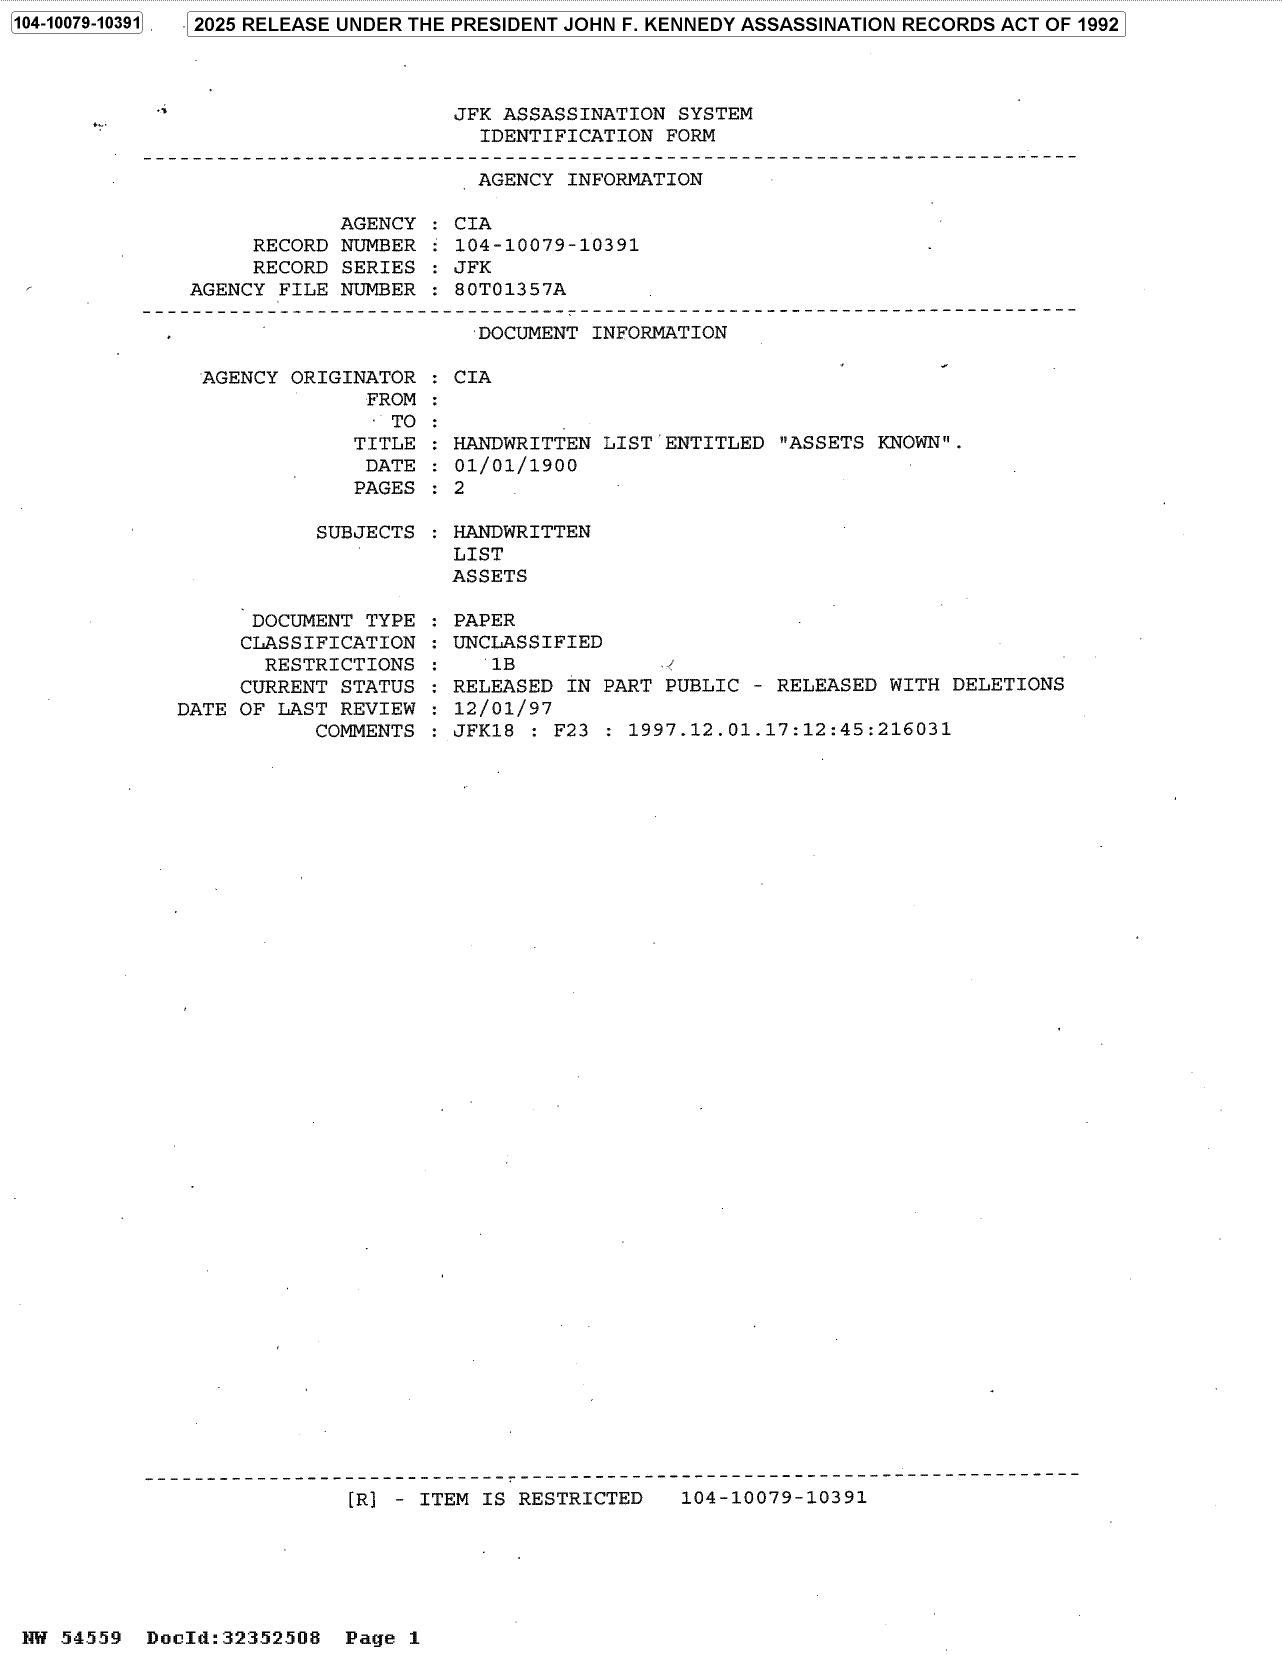 104-10079-10391 2025 RELEASE UNDER THE PRESIDENT JOHN F. KENNEDY ASSASSINATION RECORDS ACT OF 1992
JFK ASSASSINATION SYSTEM
IDENTIFICATION FORM
AGENCY INFORMATION
AGENCY : CIA
RECORD NUMBER : 104-10079-10391
RECORD SERIES : JFK
AGENCY FILE NUMBER : 80T01357A
DOCUMENT INFORMATION
AGENCY ORIGINATOR : CIA
FROM :
TO :
TITLE : HANDWRITTEN LIST ENTITLED "ASSETS KNOWN".
DATE : 01/01/1900
PAGES : 2
SUBJECTS : HANDWRITTEN
LIST
ASSETS
DOCUMENT TYPE : PAPER
CLASSIFICATION : UNCLASSIFIED
RESTRICTIONS : 1B
CURRENT STATUS : RELEASED IN PART PUBLIC - RELEASED WITH DELETIONS
DATE OF LAST REVIEW : 12/01/97
COMMENTS : JFK18 : F23 : 1997.12.01.17:12:45:216031
[R] - ITEM IS RESTRICTED 104-10079-10391
NW 54559 DocId:32352508 Page 1